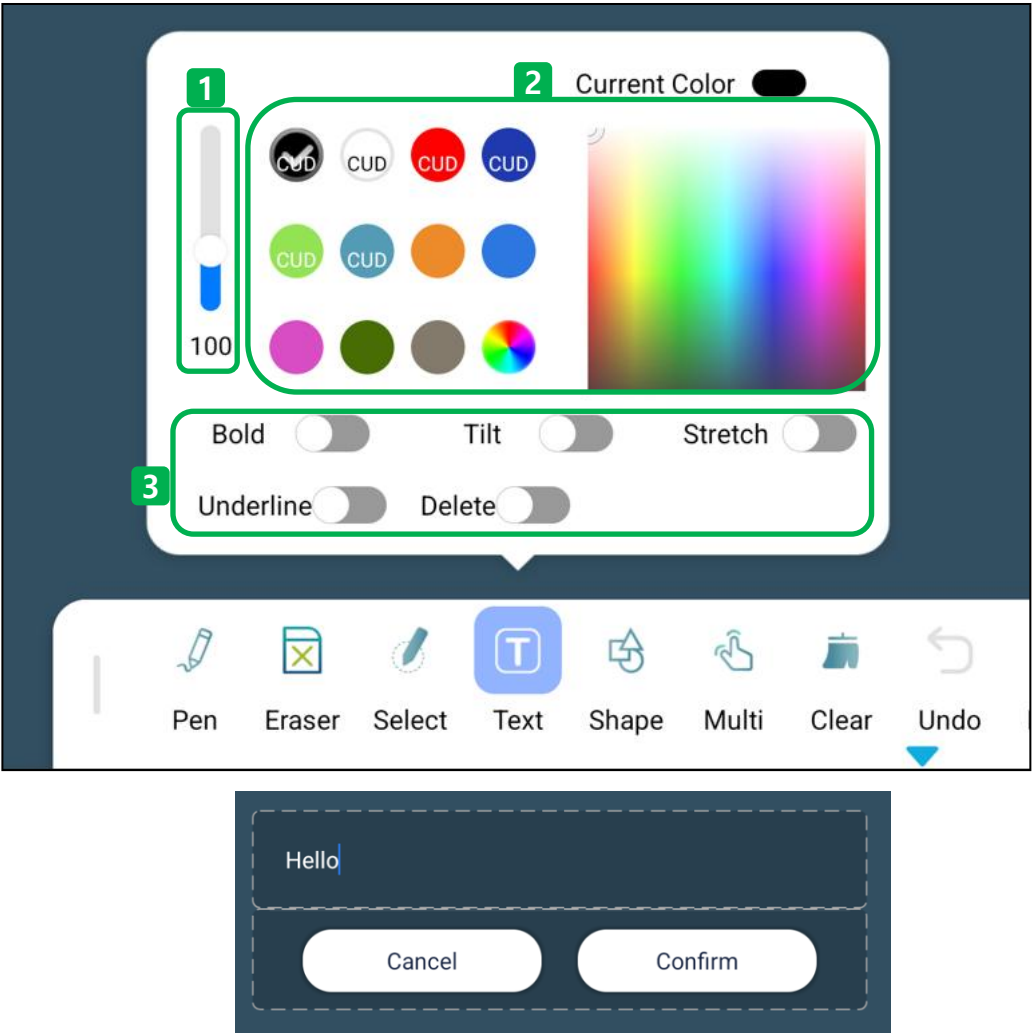 1
2 Current Color
CUD CUD CUD CUD
CUD CUD
100
Bold Tilt Stretch
3
Underline Delete
T
Pen Eraser Select Text Shape Multi Clear Undo
Hello
Cancel Confirm